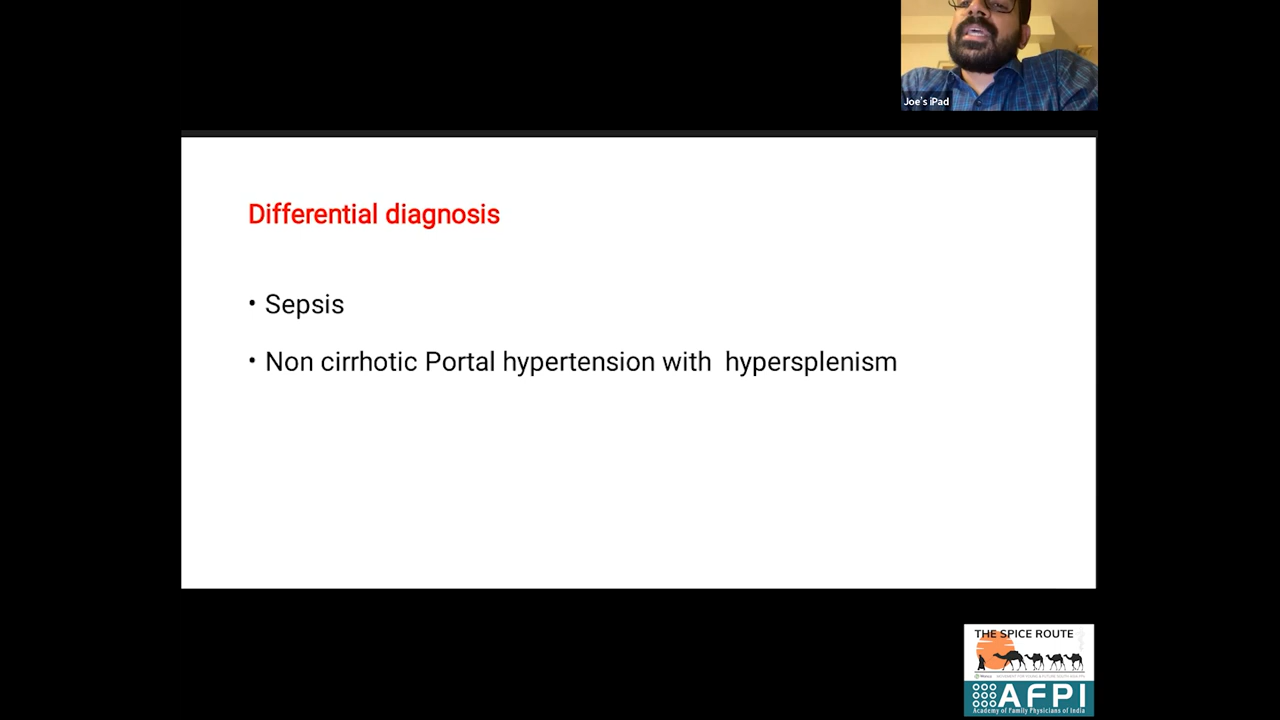 Joe's iPad
Differential diagnosis
• Sepsis
• Non cirrhotic Portal hypertension with hypersplenism
THE SPICE ROUTE
AFPI
Academy of Family Physicians of India